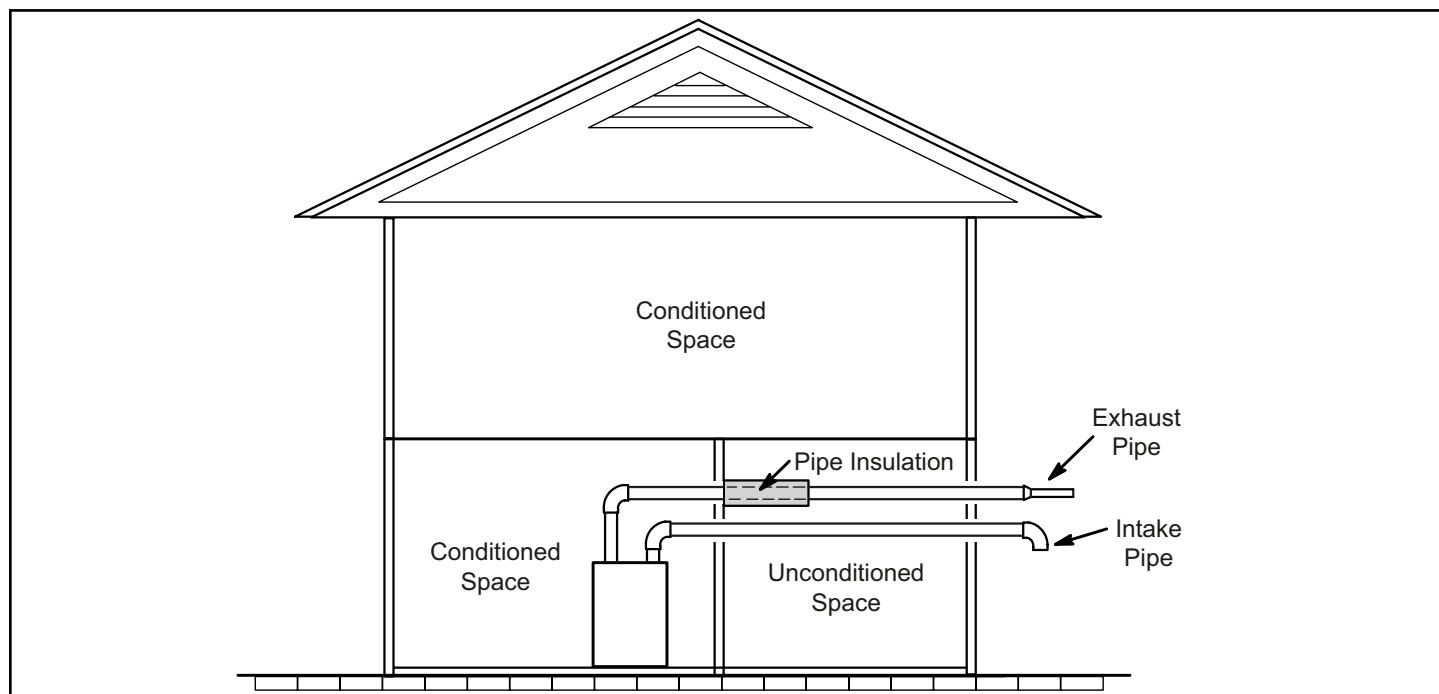 Conditioned
Space
Exhaust
Pipe
Pipe Insulation
Intake
Pipe
Conditioned
Space
Unconditioned
Space